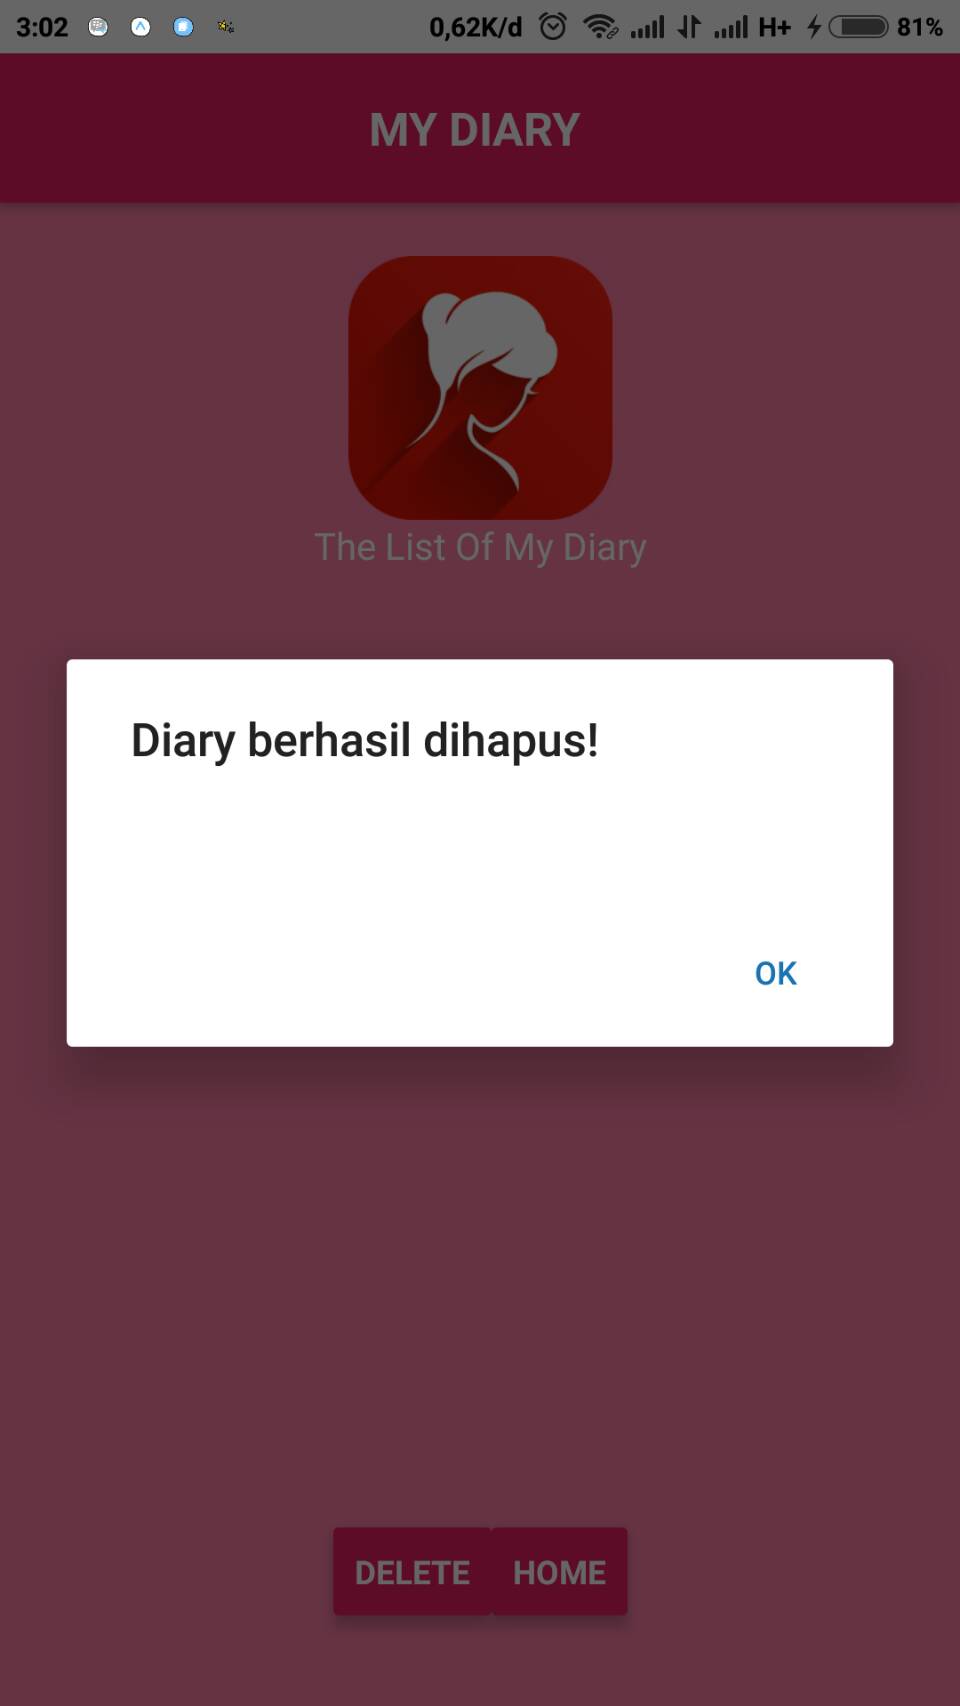 3:02 0,62K/d H+ 81%
MY DIARY
The List Of My Diary
Diary berhasil dihapus!
OK
DELETE HOME